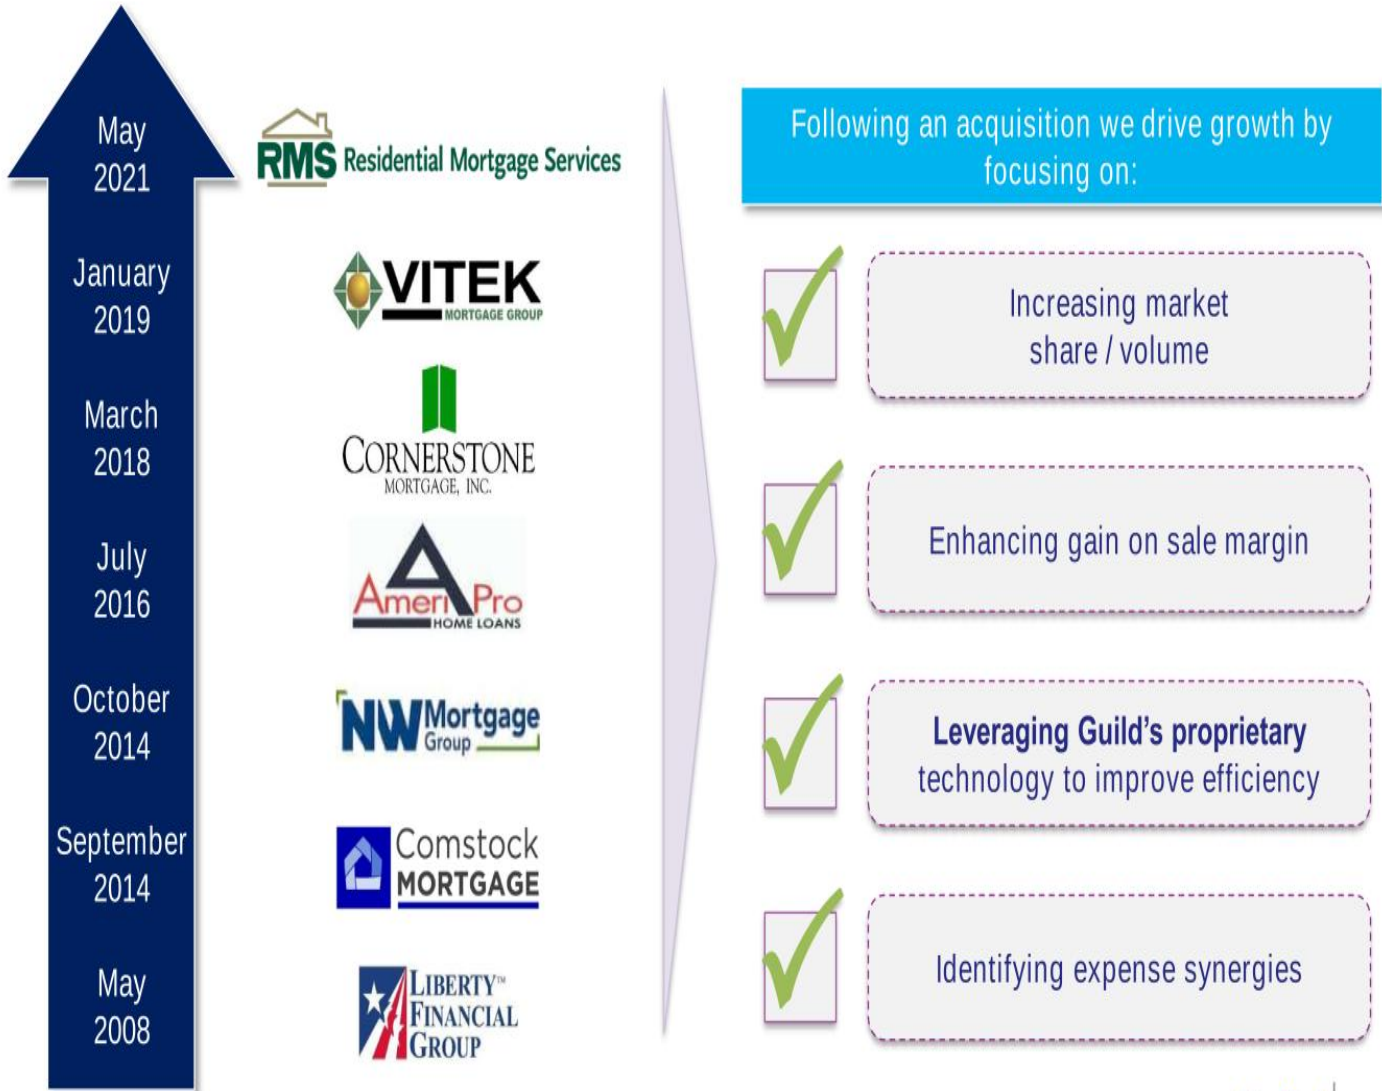 May
2021
RMS Residential Mortgage Services
January
2019
VITEK
MORTGAGE GROUP
March
2018
CORNERSTONE
MORTGAGE, INC.
July
2016
AmeriPro
HOME LOANS
October
2014
NW Mortgage
Group
September
2014
Comstock
MORTGAGE
May
2008
LIBERTY™
FINANCIAL
GROUP
Following an acquisition we drive growth by
focusing on:
Increasing market
share / volume
Enhancing gain on sale margin
Leveraging Guild’s proprietary
technology to improve efficiency
Identifying expense synergies